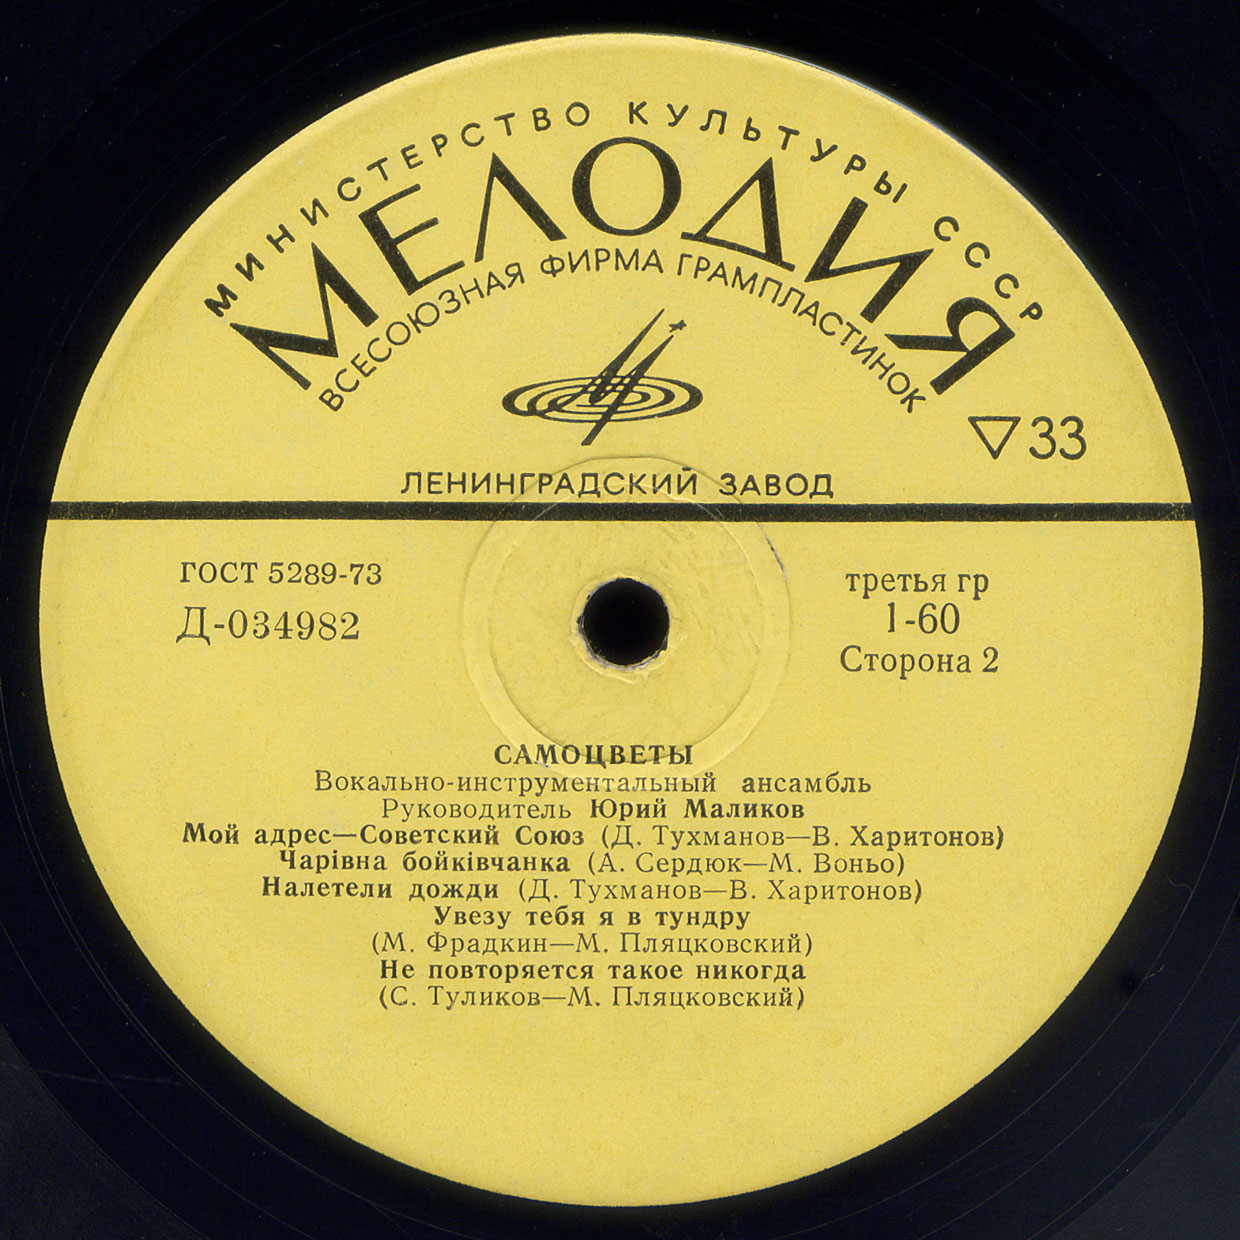 МИНИСТЕРСТВО КУЛЬТУРЫ СССР
МЕЛОДИЯ
ВСЕСОЮЗНАЯ ФИРМА ГРАМПЛАСТИНОК
33
ЛЕНИНГРАДСКИЙ ЗАВОД
ГОСТ 5289-73
Д-034982
третья гр
1-60
Сторона 2
САМОЦВЕТЫ
Вокально-инструментальный ансамбль
Руководитель Юрий Маликов
Мой адрес—Советский Союз (Д. Тухманов—В. Харитонов)
Чарівна бойківчанка (А. Сердюк—М. Воньо)
Налетели дожди (Д. Тухманов—В. Харитонов)
Увезу тебя я в тундру
(М. Фрадкин—М. Пляцковский)
Не повторяется такое никогда
(С. Туликов—М. Пляцковский)